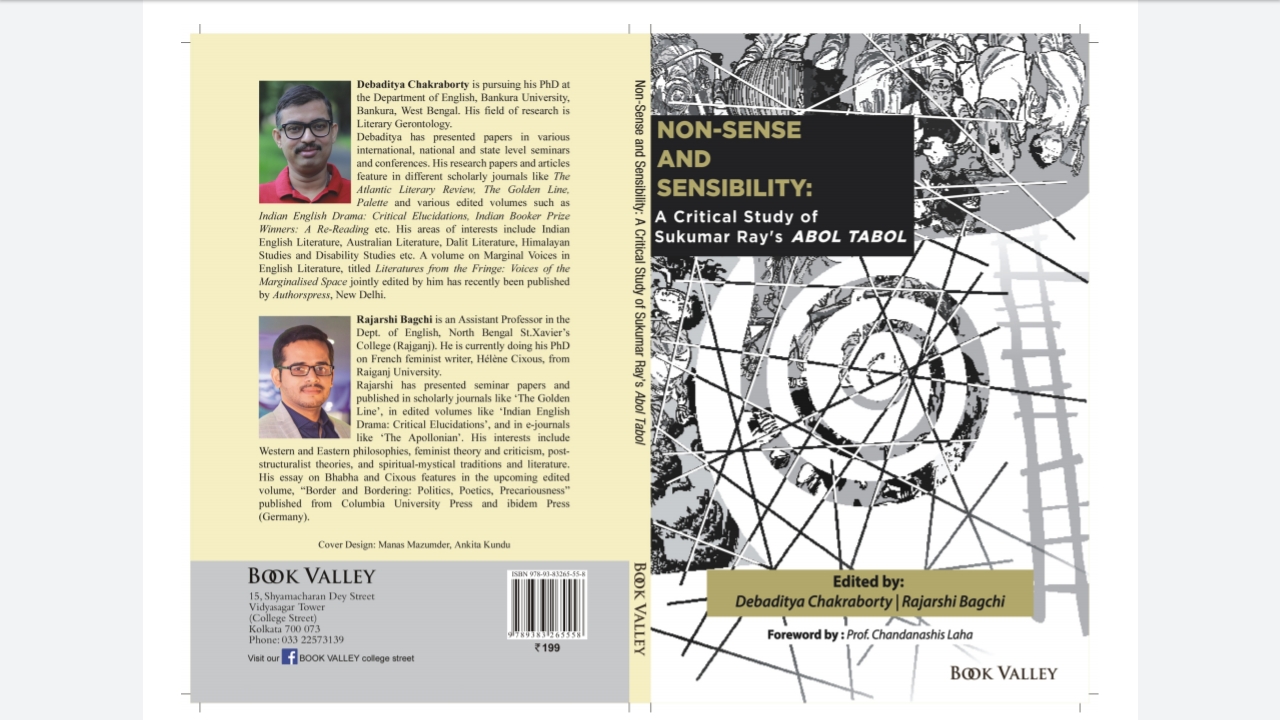 Debaditya Chakraborty is pursuing his PhD at
the Department of English, Bankura University,
Bankura, West Bengal. His field of research is
Literary Gerontology.
Debaditya has presented papers in various
international, national and state level seminars
and conferences. His research papers and articles
feature in different scholarly journals like The
Atlantic Literary Review, The Golden Line,
Palette and various edited volumes such as
Indian English Drama: Critical Elucidations, Indian Booker Prize
Winners: A Re-Reading etc. His areas of interests include Indian
English Literature, Australian Literature, Dalit Literature, Himalayan
Studies and Disability Studies etc. A volume on Marginal Voices in
English Literature, titled Literatures from the Fringe: Voices of the
Marginalised Space jointly edited by him has recently been published
by Authorspress, New Delhi.
Rajarshi Bagchi is an Assistant Professor in the
Dept. of English, North Bengal St.Xavier's
College (Rajganj). He is currently doing his PhD
on French feminist writer, Hélène Cixous, from
Raiganj University.
Rajarshi has presented seminar papers and
published in scholarly journals like ‘The Golden
Line’, in edited volumes like ‘Indian English
Drama: Critical Elucidations’, and in e-journals
like ‘The Apollonian’. His interests include
Western and Eastern philosophies, feminist theory and criticism, post-
structuralist theories, and spiritual-mystical traditions and literature.
His essay on Bhabha and Cixous features in the upcoming edited
volume, “Border and Bordering: Politics, Poetics, Precariousness”
published from Columbia University Press and ibidem Press
(Germany).
Cover Design: Manas Mazumder, Ankita Kundu
BOOK VALLEY
15, Shyamacharan Dey Street
Vidyasagar Tower
(College Street)
Kolkata 700 073
Phone: 033 22573139
Visit our f BOOK VALLEY college street
ISBN 978-93-83265-55-8
9 789383 265558
₹ 199
Non-Sense and Sensibility: A Critical Study of Sukumar Ray's Abol Tabol
BOOK VALLEY
NON-SENSE
AND
SENSIBILITY:
A Critical Study of
Sukumar Ray's ABOL TABOL
Edited by:
Debaditya Chakraborty | Rajarshi Bagchi
Foreword by : Prof. Chandanashis Laha
BOOK VALLEY